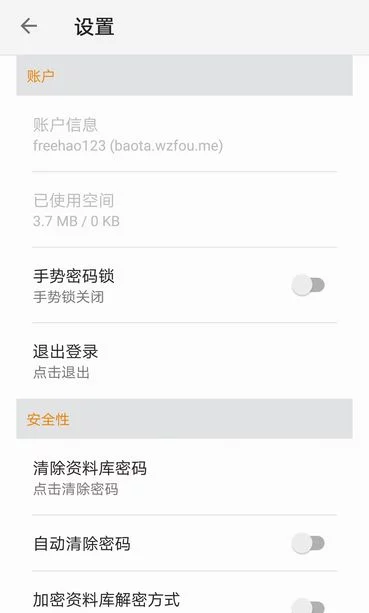 设置
账户
账户信息
freehao123 (baota.wzfou.me)
已使用空间
3.7 MB / 0 KB
手势密码锁
手势锁关闭
退出登录
点击退出
安全性
清除资料库密码
点击清除密码
自动清除密码
加密资料库解密方式